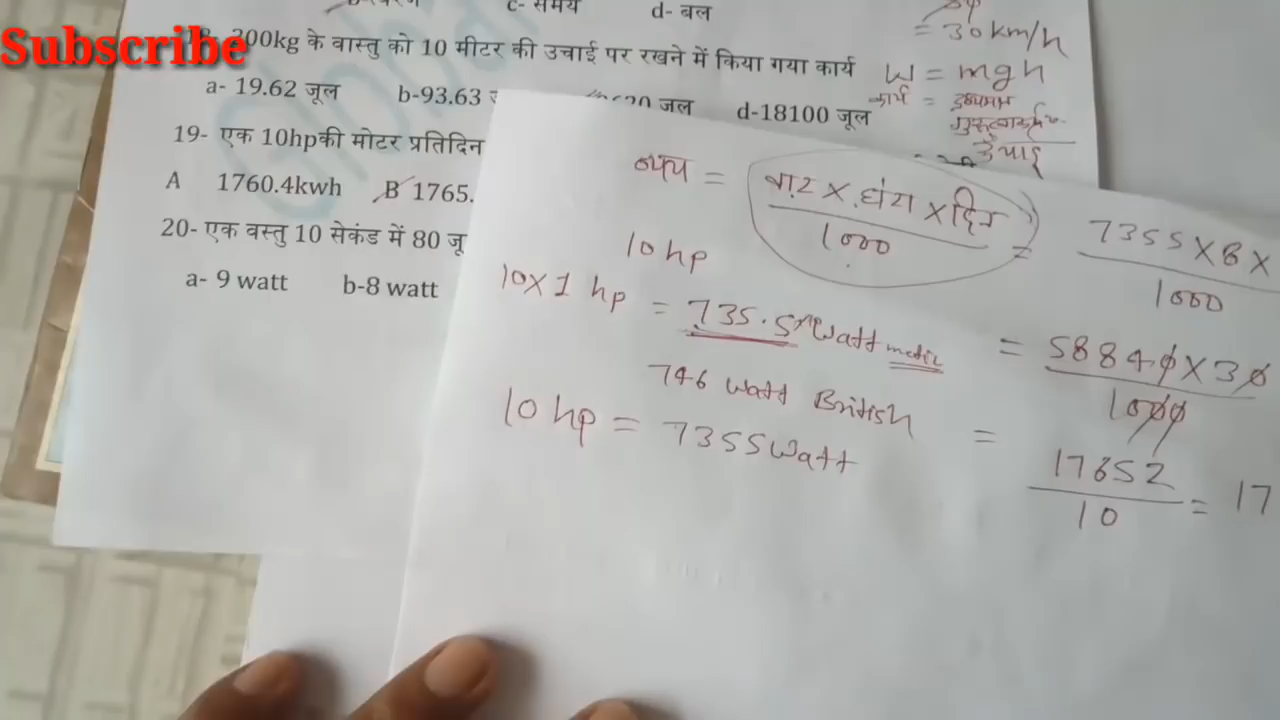 Subscribe
c- समय d- बल
= 30 km/h
300kg के वास्तु को 10 मीटर की उचाई पर रखने में किया गया कार्य
W = mgh
a- 19.62 जूल b-93.63 जूल d-18100 जूल
कार्य = द्रव्यमान
ऊँचाई
19- एक 10hpकी मोटर प्रतिदिन
A 1760.4kwh B 1765.
20- एक वस्तु 10 सेकंड में 80 जू
a- 9 watt b-8 watt
व्यय = वाट × घंटा × दिन / 1000 = 7355 × 8 × / 1000
10 hp
10 × 1 hp = 735.5 Watt metric
= 58840 × 30 / 1000
746 watt British
10 hp = 7355 watt
= 17652 / 10 = 17